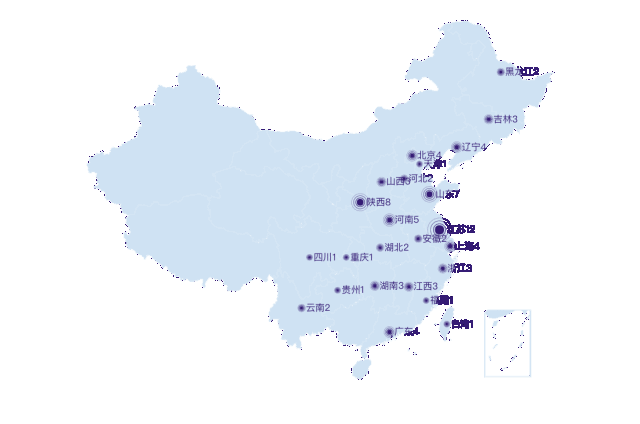 黑龙江2
吉林3
辽宁4
北京4
天津1
河北2
山西3
山东7
陕西8
河南5
江苏12
安徽2
上海4
湖北2
四川1
重庆1
浙江3
湖南3
江西3
贵州1
福建1
云南2
台湾1
广东4